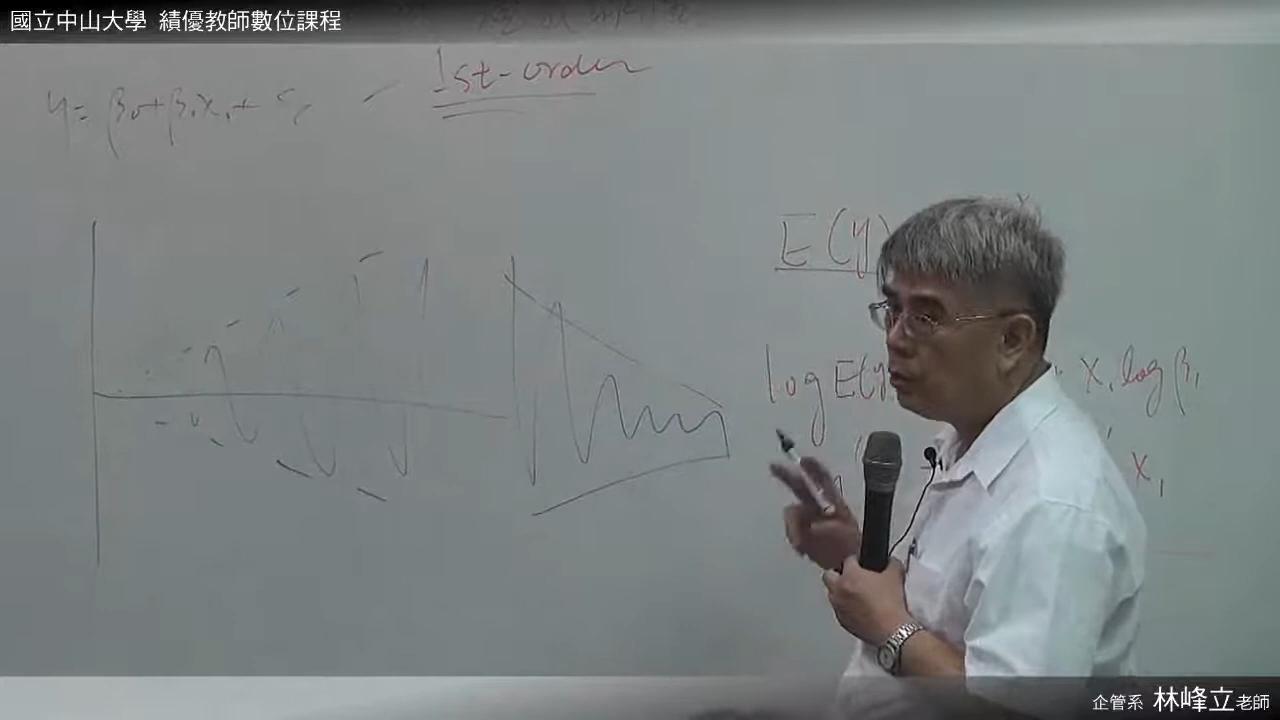 國立中山大學 績優教師數位課程
1st-order
y = β₀ + β₁x₁ + ε
E(y)
log E(y x₁ log β₁
x₁
企管系 林峰立老師